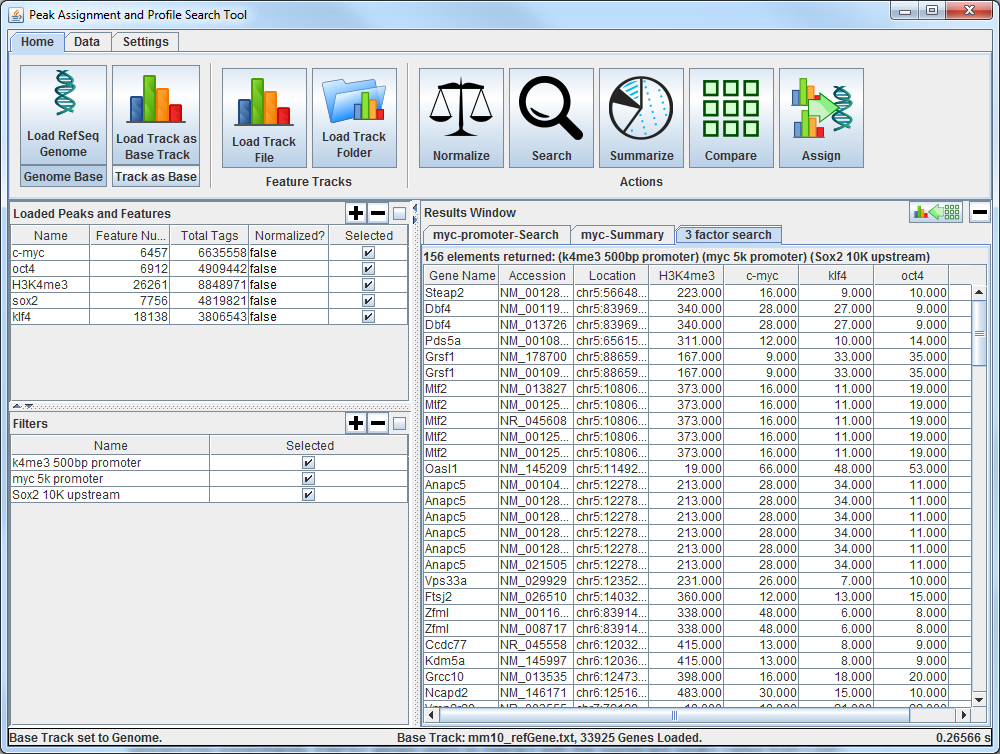 Peak Assignment and Profile Search Tool
Home Data Settings
Load RefSeq Genome
Genome Base
Load Track as Base Track
Track as Base
Load Track File
Load Track Folder
Feature Tracks
Normalize
Search
Summarize
Compare
Assign
Actions
Loaded Peaks and Features
Name Feature Nu... Total Tags Normalized? Selected
c-myc 6457 6635558 false
oct4 6912 4909442 false
H3K4me3 26261 8848971 false
sox2 7756 4819821 false
klf4 18138 3806543 false
Filters
Name Selected
k4me3 500bp promoter
myc 5k promoter
Sox2 10K upstream
Results Window
myc-promoter-Search myc-Summary 3 factor search
156 elements returned: (k4me3 500bp promoter) (myc 5k promoter) (Sox2 10K upstream)
Gene Name Accession Location H3K4me3 c-myc klf4 oct4
Steap2 NM_00128... chr5:56648... 223.000 16.000 9.000 10.000
Dbf4 NM_00119... chr5:83969... 340.000 28.000 27.000 9.000
Dbf4 NM_013726 chr5:83969... 340.000 28.000 27.000 9.000
Pds5a NM_00108... chr5:65615... 311.000 12.000 10.000 14.000
Grsf1 NM_178700 chr5:88659... 167.000 9.000 33.000 35.000
Grsf1 NM_00109... chr5:88659... 167.000 9.000 33.000 35.000
Mtf2 NM_013827 chr5:10806... 373.000 16.000 11.000 19.000
Mtf2 NM_00125... chr5:10806... 373.000 16.000 11.000 19.000
Mtf2 NR_045608 chr5:10806... 373.000 16.000 11.000 19.000
Mtf2 NM_00125... chr5:10806... 373.000 16.000 11.000 19.000
Mtf2 NM_00125... chr5:10806... 373.000 16.000 11.000 19.000
Oasl1 NM_145209 chr5:11492... 19.000 66.000 48.000 53.000
Anapc5 NM_00104... chr5:12278... 213.000 28.000 34.000 11.000
Anapc5 NM_00128... chr5:12278... 213.000 28.000 34.000 11.000
Anapc5 NM_00128... chr5:12278... 213.000 28.000 34.000 11.000
Anapc5 NM_00128... chr5:12278... 213.000 28.000 34.000 11.000
Anapc5 NM_00128... chr5:12278... 213.000 28.000 34.000 11.000
Anapc5 NM_021505 chr5:12278... 213.000 28.000 34.000 11.000
Vps33a NM_029929 chr5:12352... 231.000 26.000 7.000 10.000
Ftsj2 NM_026510 chr5:14032... 360.000 12.000 13.000 15.000
Zfml NM_00116... chr6:83914... 338.000 48.000 6.000 8.000
Zfml NM_008717 chr6:83914... 338.000 48.000 6.000 8.000
Ccdc77 NR_045558 chr6:12032... 415.000 13.000 8.000 9.000
Kdm5a NM_145997 chr6:12036... 415.000 13.000 8.000 9.000
Grcc10 NM_013535 chr6:12473... 398.000 16.000 18.000 20.000
Ncapd2 NM_146171 chr6:12516... 483.000 30.000 15.000 10.000
Base Track set to Genome. Base Track: mm10_refGene.txt, 33925 Genes Loaded. 0.26566 s